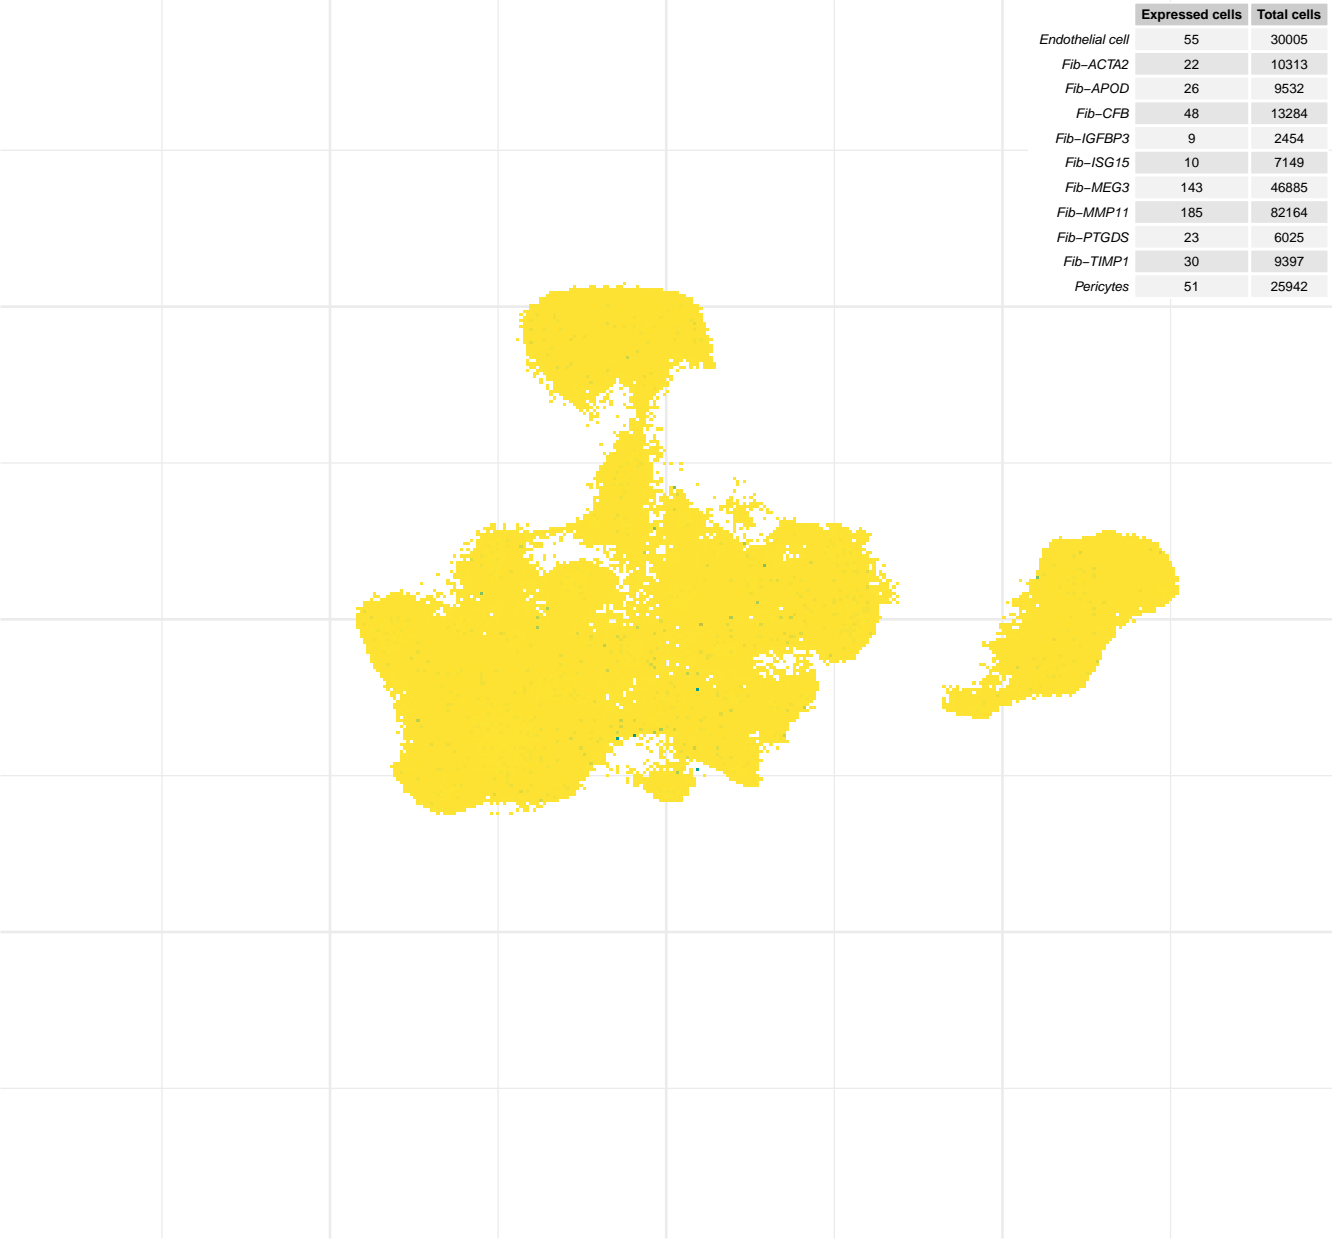 Expressed cells Total cells
Endothelial cell 55 30005
Fib−ACTA2 22 10313
Fib−APOD 26 9532
Fib−CFB 48 13284
Fib−IGFBP3 9 2454
Fib−ISG15 10 7149
Fib−MEG3 143 46885
Fib−MMP11 185 82164
Fib−PTGDS 23 6025
Fib−TIMP1 30 9397
Pericytes 51 25942